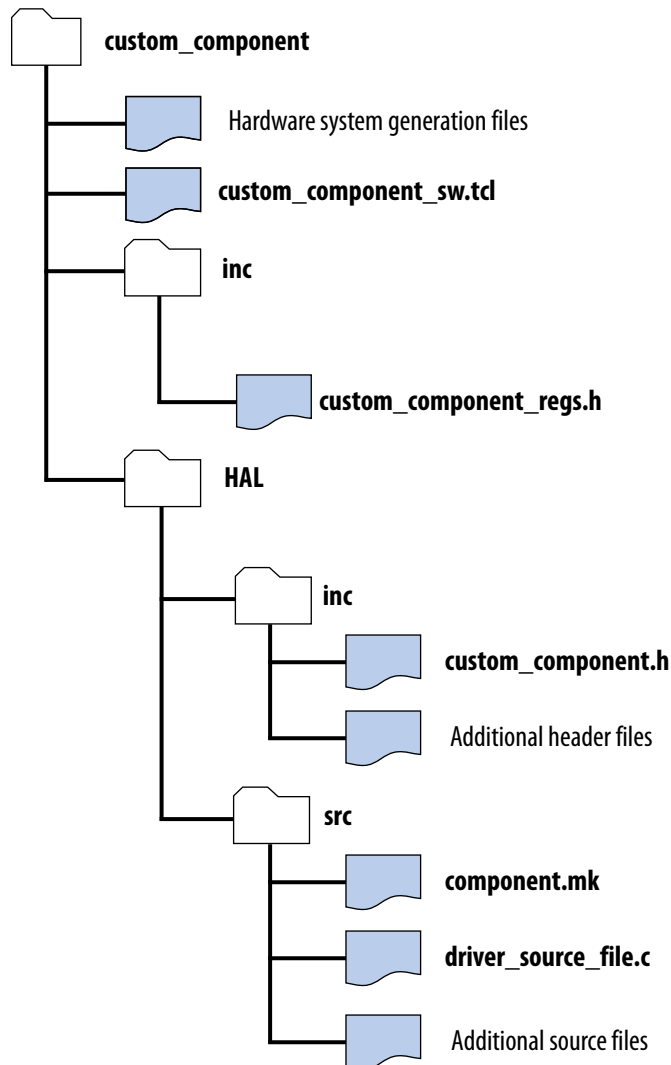 custom_component
Hardware system generation files
custom_component_sw.tcl
inc
custom_component_regs.h
HAL
inc
custom_component.h
Additional header files
src
component.mk
driver_source_file.c
Additional source files